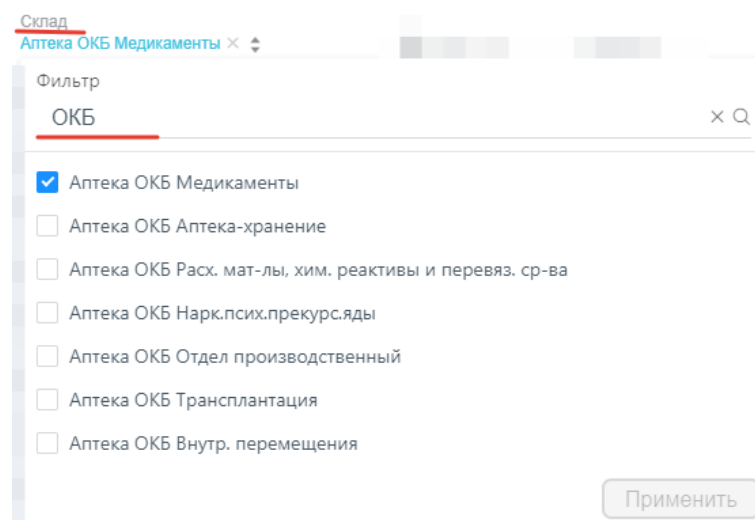 Склад
Аптека ОКБ Медикаменты
Фильтр
ОКБ
Аптека ОКБ Медикаменты
Аптека ОКБ Аптека-хранение
Аптека ОКБ Расх. мат-лы, хим. реактивы и перевяз. ср-ва
Аптека ОКБ Нарк.псих.прекурс.яды
Аптека ОКБ Отдел производственный
Аптека ОКБ Трансплантация
Аптека ОКБ Внутр. перемещения
Применить